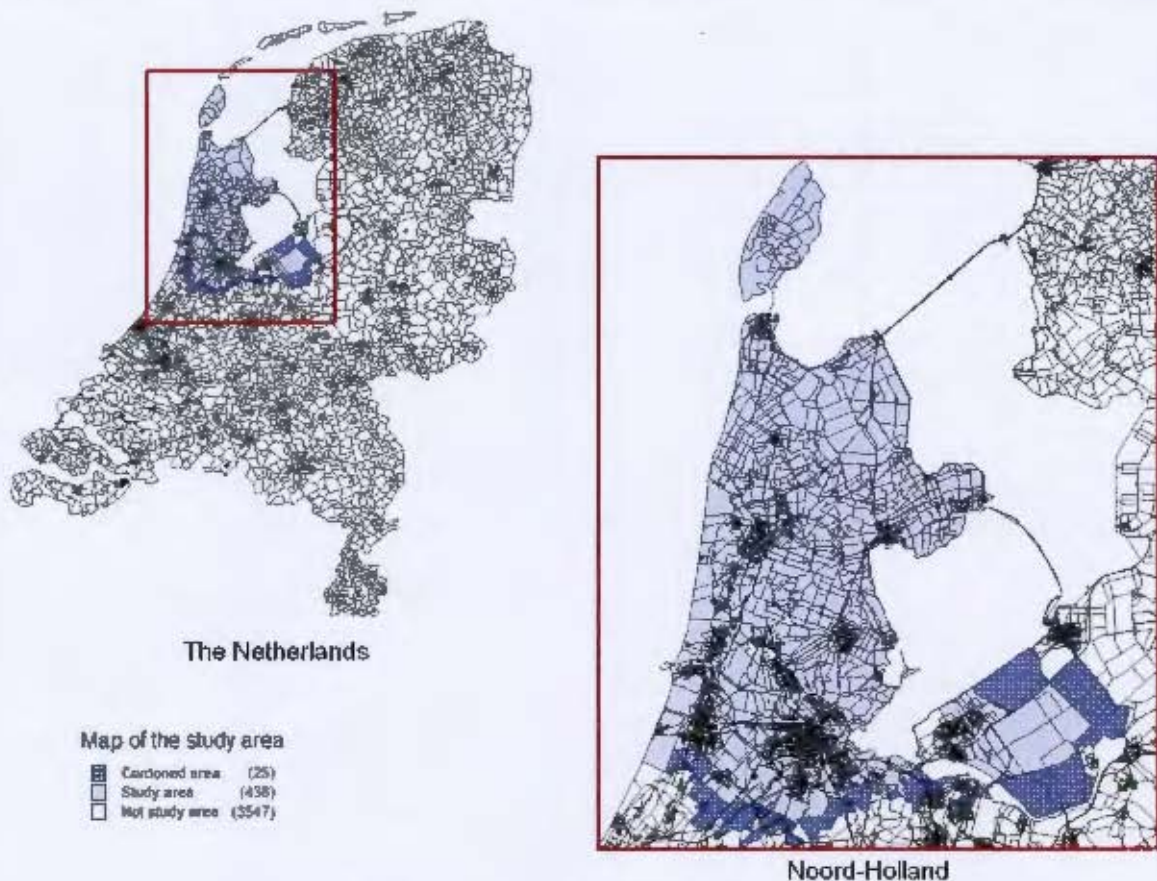 The Netherlands
Map of the study area
Cordoned area (25)
Study area (438)
Not study area (3547)
Noord-Holland